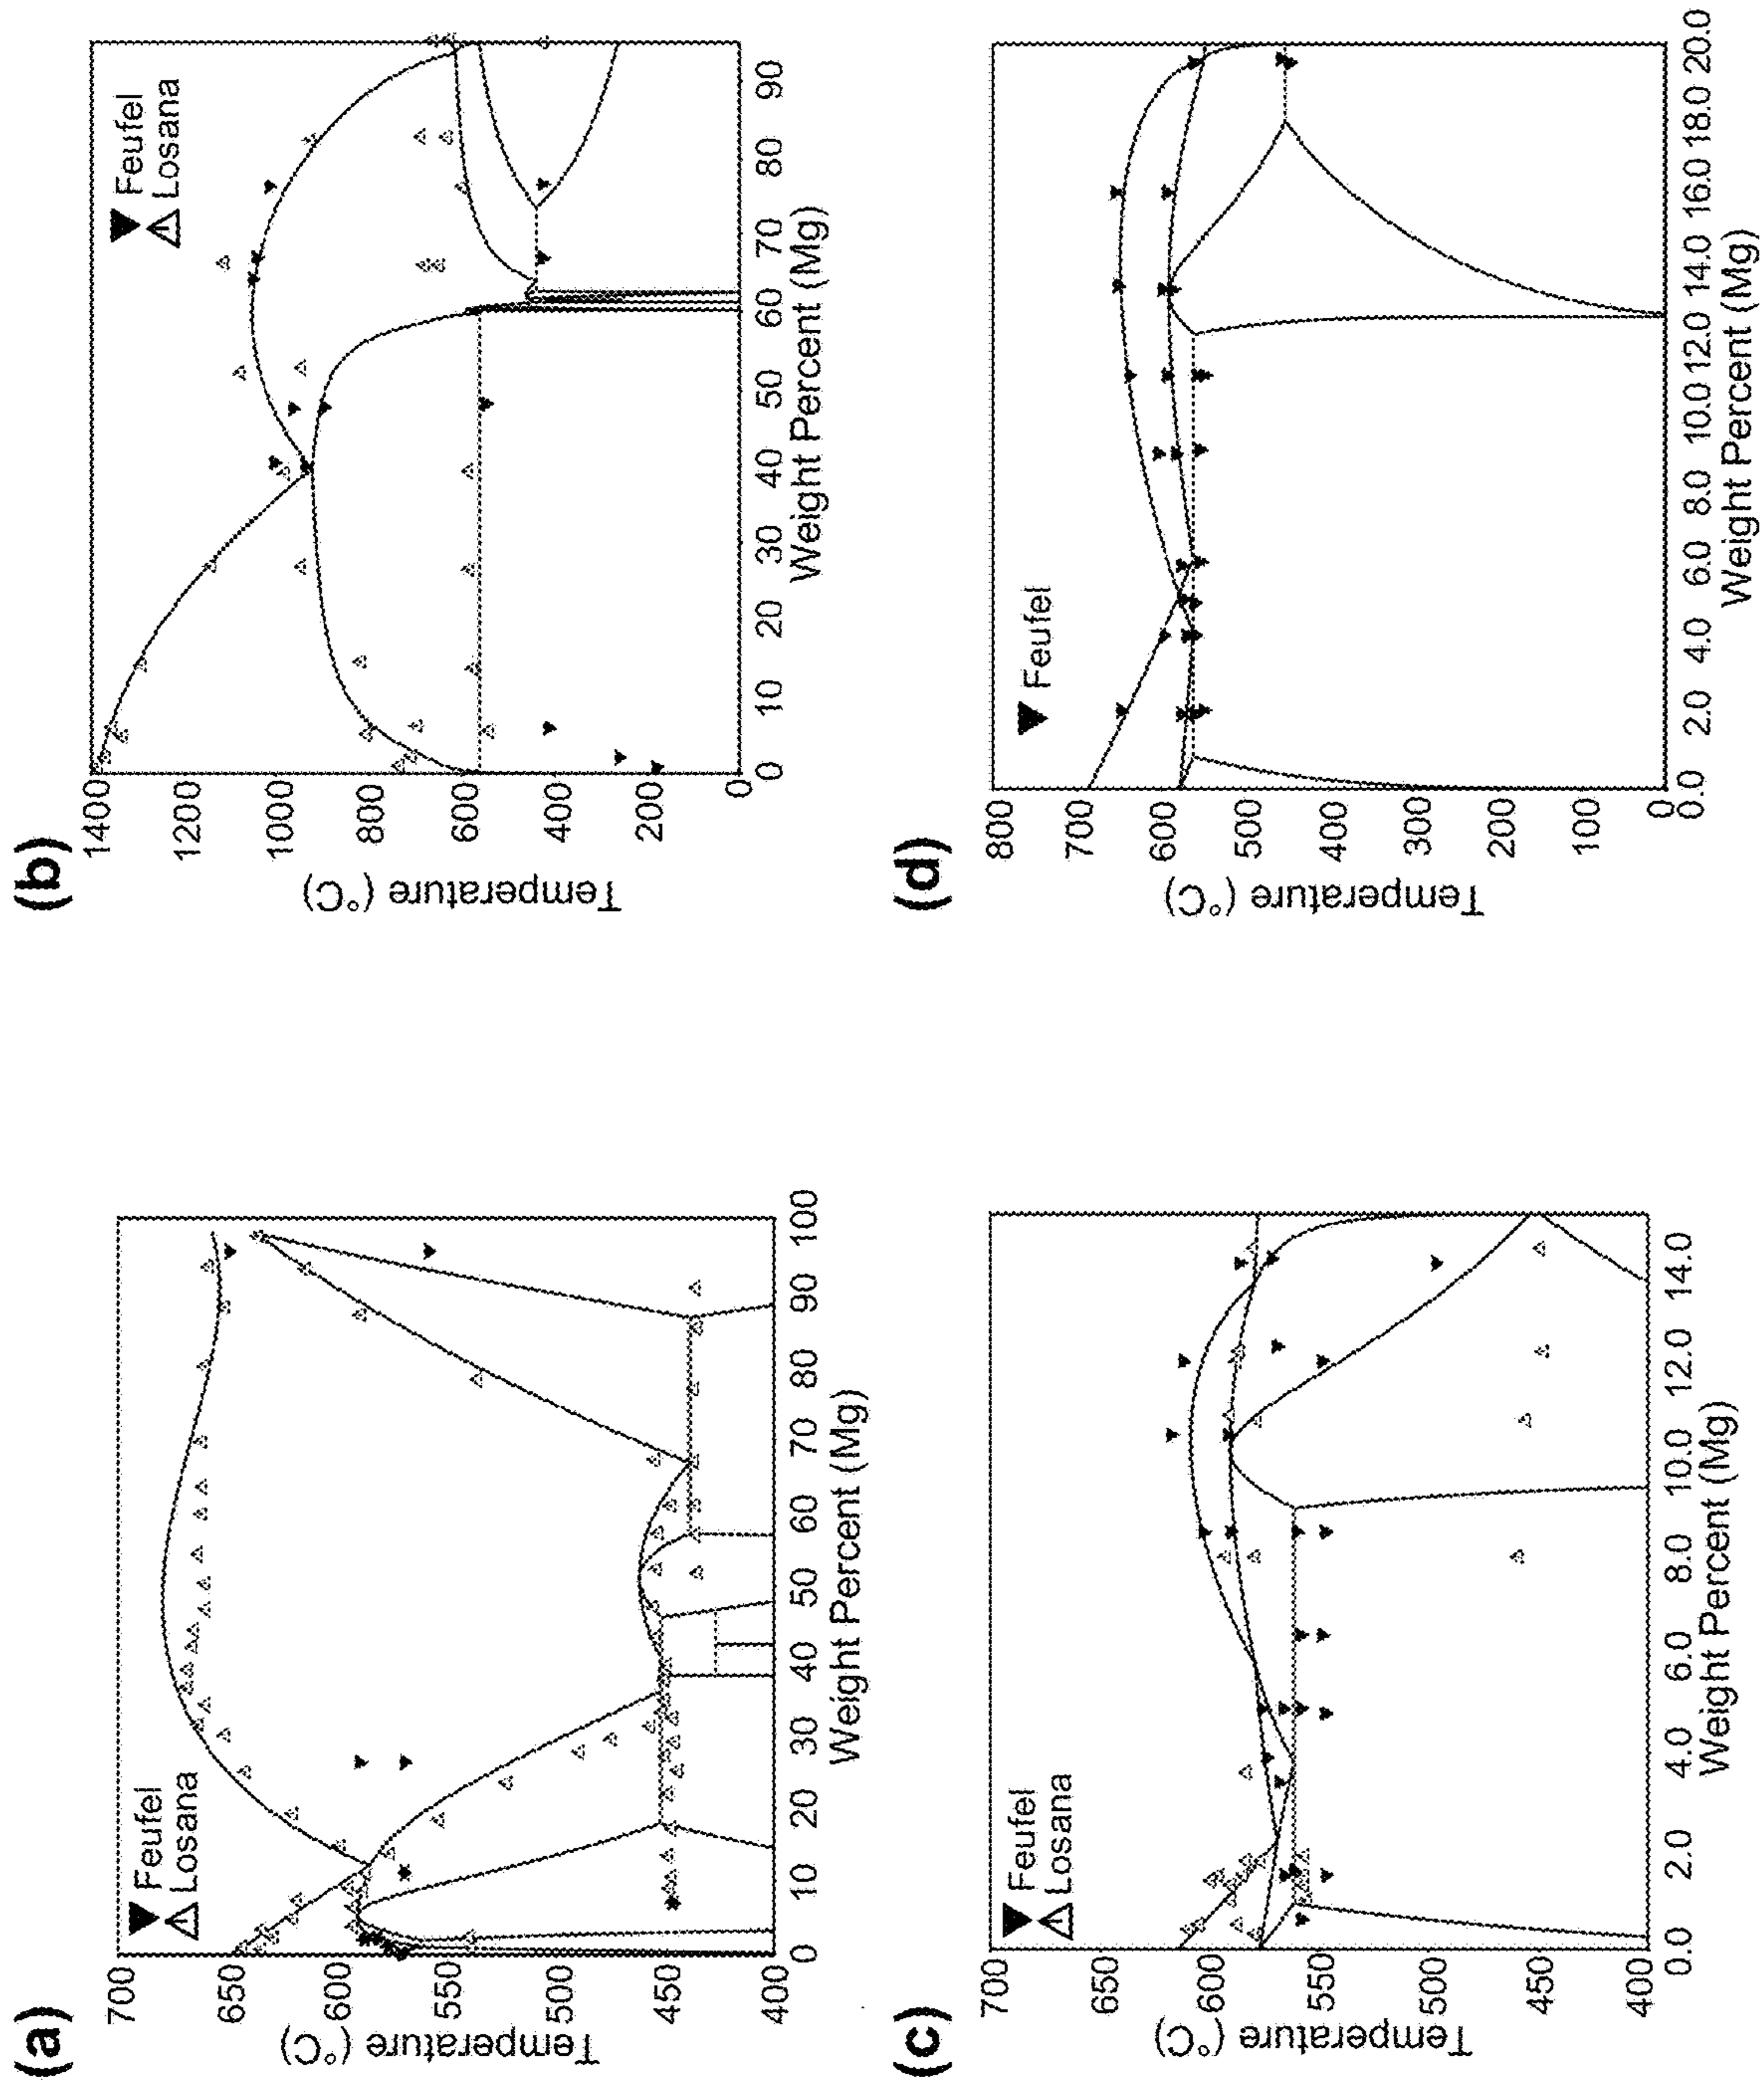 (a)
Temperature (°C)
700
650
600
550
500
450
400
Feufel
Losana
0 10 20 30 40 50 60 70 80 90 100
Weight Percent (Mg)
(b)
Temperature (°C)
1400
1200
1000
800
600
400
200
0
Feufel
Losana
0 10 20 30 40 50 60 70 80 90
Weight Percent (Mg)
(c)
Temperature (°C)
700
650
600
550
500
450
400
Feufel
Losana
0.0 2.0 4.0 6.0 8.0 10.0 12.0 14.0
Weight Percent (Mg)
(d)
Temperature (°C)
800
700
600
500
400
300
200
100
0
Feufel
0.0 2.0 4.0 6.0 8.0 10.0 12.0 14.0 16.0 18.0 20.0
Weight Percent (Mg)